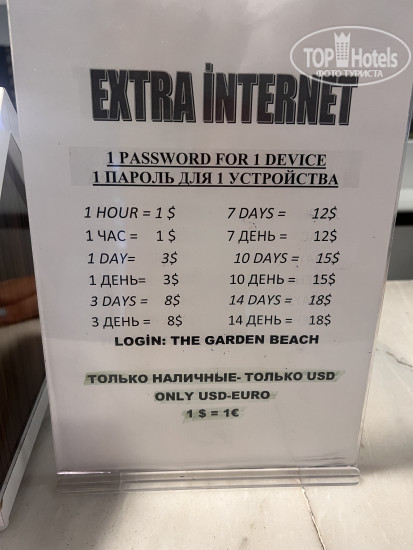 TOP Hotels
ФОТО ТУРИСТА
EXTRA İNTERNET
1 PASSWORD FOR 1 DEVICE
1 ПАРОЛЬ ДЛЯ 1 УСТРОЙСТВА
1 HOUR = 1 $ 7 DAYS = 12$
1 ЧАС = 1 $ 7 ДЕНЬ = 12$
1 DAY= 3$ 10 DAYS = 15$
1 ДЕНЬ= 3$ 10 ДЕНЬ = 15$
3 DAYS = 8$ 14 DAYS = 18$
3 ДЕНЬ = 8$ 14 ДЕНЬ = 18$
LOGİN: THE GARDEN BEACH
ТОЛЬКО НАЛИЧНЫЕ- ТОЛЬКО USD
ONLY USD-EURO
1 $ = 1€